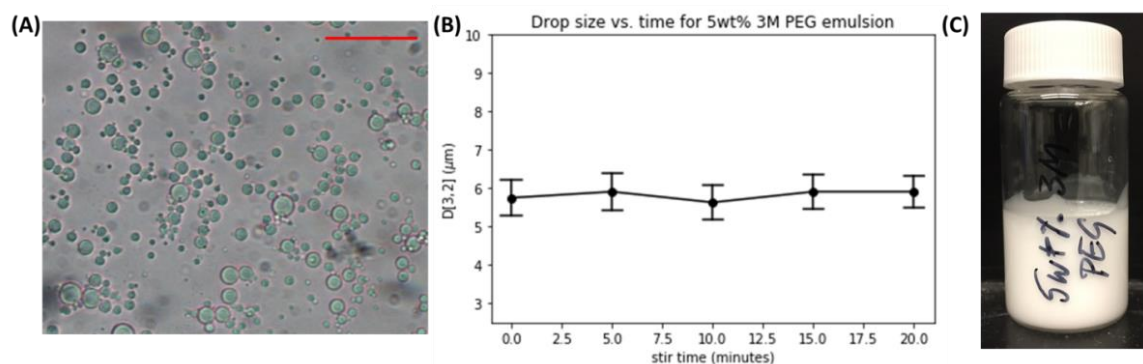 (A)
(B)
Drop size vs. time for 5wt% 3M PEG emulsion
10
9
8
7
6
5
4
3
D[3,2] (μm)
0.0 2.5 5.0 7.5 10.0 12.5 15.0 17.5 20.0
stir time (minutes)
(C)
3M
5wt%
PEG